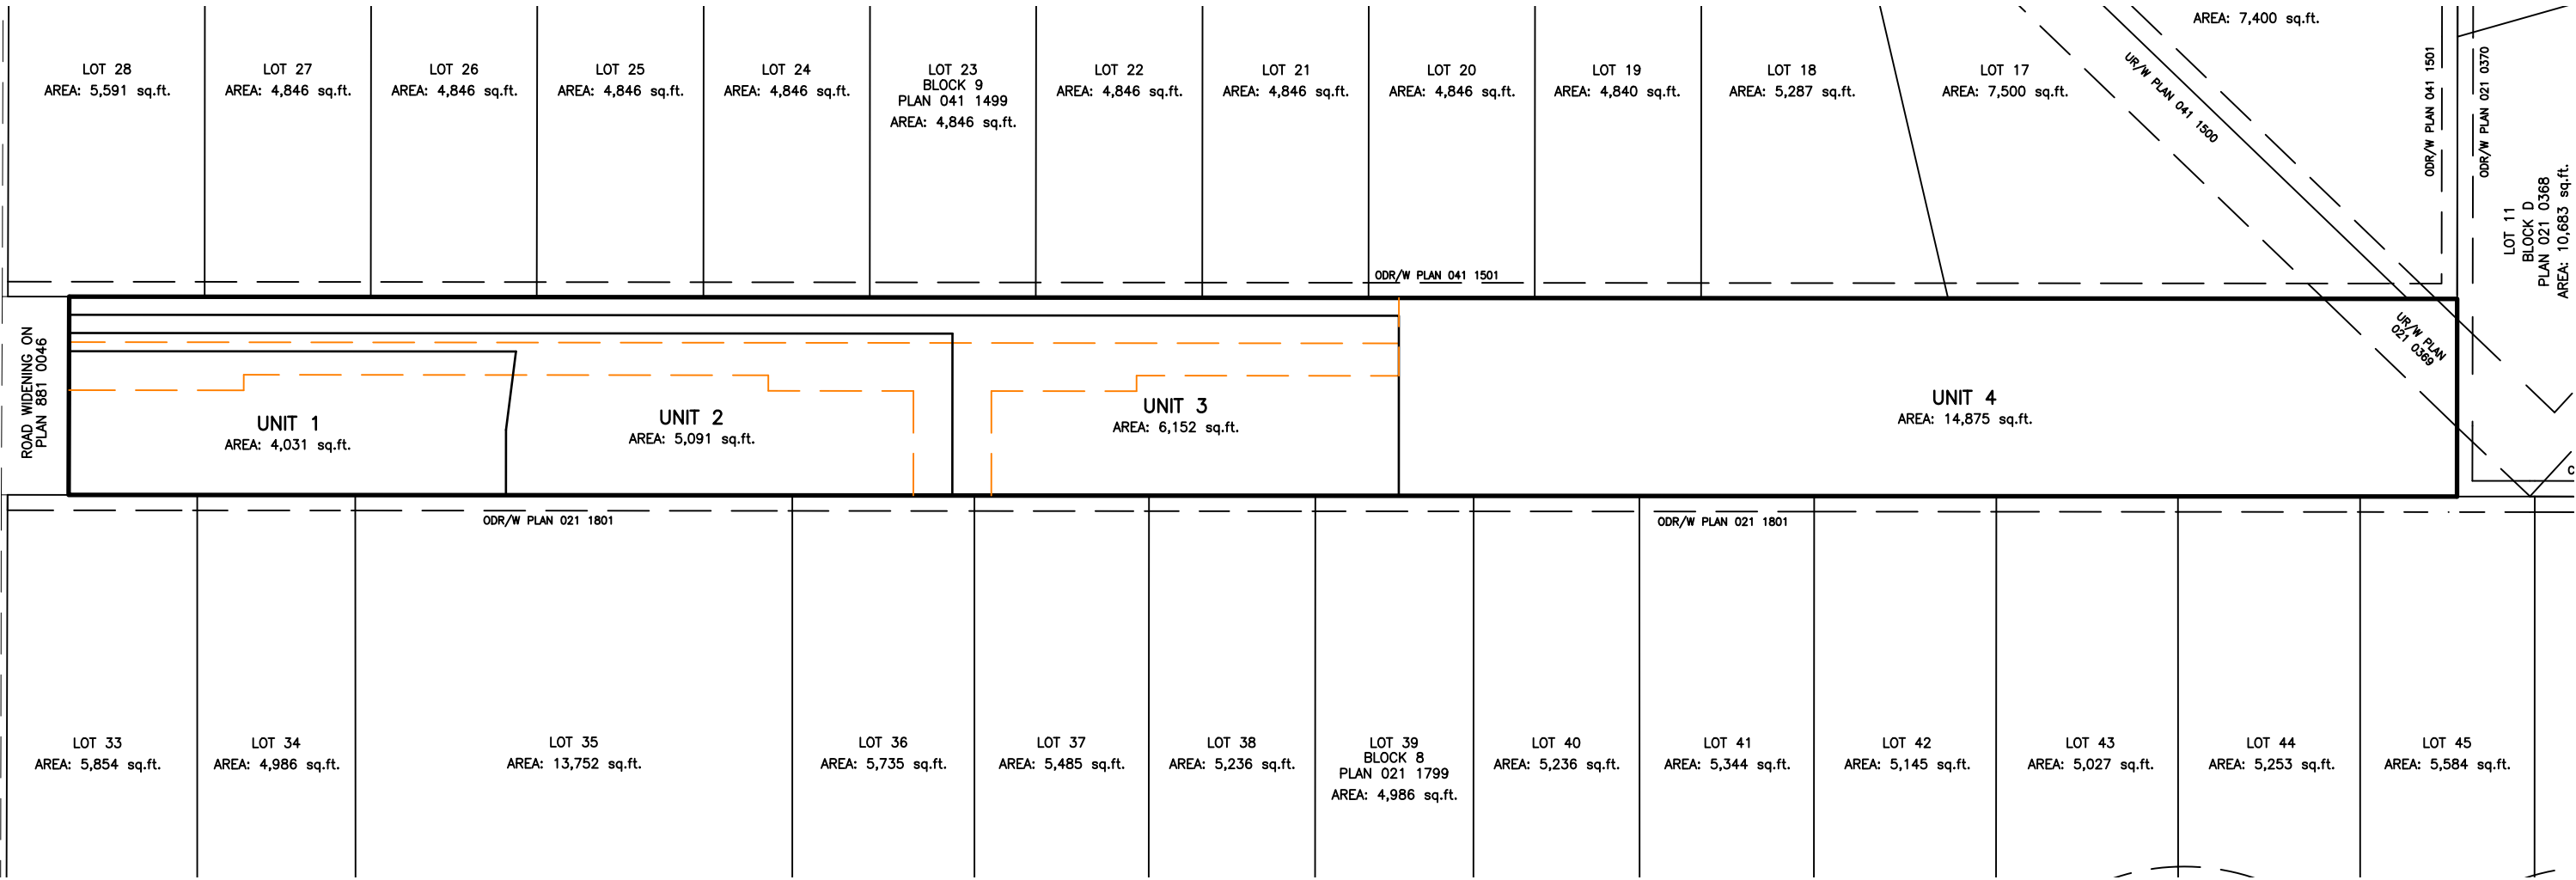 AREA: 7,400 sq.ft.
LOT 28
AREA: 5,591 sq.ft.
LOT 27
AREA: 4,846 sq.ft.
LOT 26
AREA: 4,846 sq.ft.
LOT 25
AREA: 4,846 sq.ft.
LOT 24
AREA: 4,846 sq.ft.
LOT 23
BLOCK 9
PLAN 041 1499
AREA: 4,846 sq.ft.
LOT 22
AREA: 4,846 sq.ft.
LOT 21
AREA: 4,846 sq.ft.
LOT 20
AREA: 4,846 sq.ft.
LOT 19
AREA: 4,840 sq.ft.
LOT 18
AREA: 5,287 sq.ft.
LOT 17
AREA: 7,500 sq.ft.
UR/W PLAN 041 1500
ODR/W PLAN 041 1501
ODR/W PLAN 021 0370
LOT 11
BLOCK D
PLAN 021 0368
AREA: 10,683 sq.ft.
ODR/W PLAN 041 1501
ROAD WIDENING ON
PLAN 881 0046
UNIT 1
AREA: 4,031 sq.ft.
UNIT 2
AREA: 5,091 sq.ft.
UNIT 3
AREA: 6,152 sq.ft.
UNIT 4
AREA: 14,875 sq.ft.
UR/W PLAN
021 0369
C
ODR/W PLAN 021 1801
ODR/W PLAN 021 1801
LOT 33
AREA: 5,854 sq.ft.
LOT 34
AREA: 4,986 sq.ft.
LOT 35
AREA: 13,752 sq.ft.
LOT 36
AREA: 5,735 sq.ft.
LOT 37
AREA: 5,485 sq.ft.
LOT 38
AREA: 5,236 sq.ft.
LOT 39
BLOCK 8
PLAN 021 1799
AREA: 4,986 sq.ft.
LOT 40
AREA: 5,236 sq.ft.
LOT 41
AREA: 5,344 sq.ft.
LOT 42
AREA: 5,145 sq.ft.
LOT 43
AREA: 5,027 sq.ft.
LOT 44
AREA: 5,253 sq.ft.
LOT 45
AREA: 5,584 sq.ft.